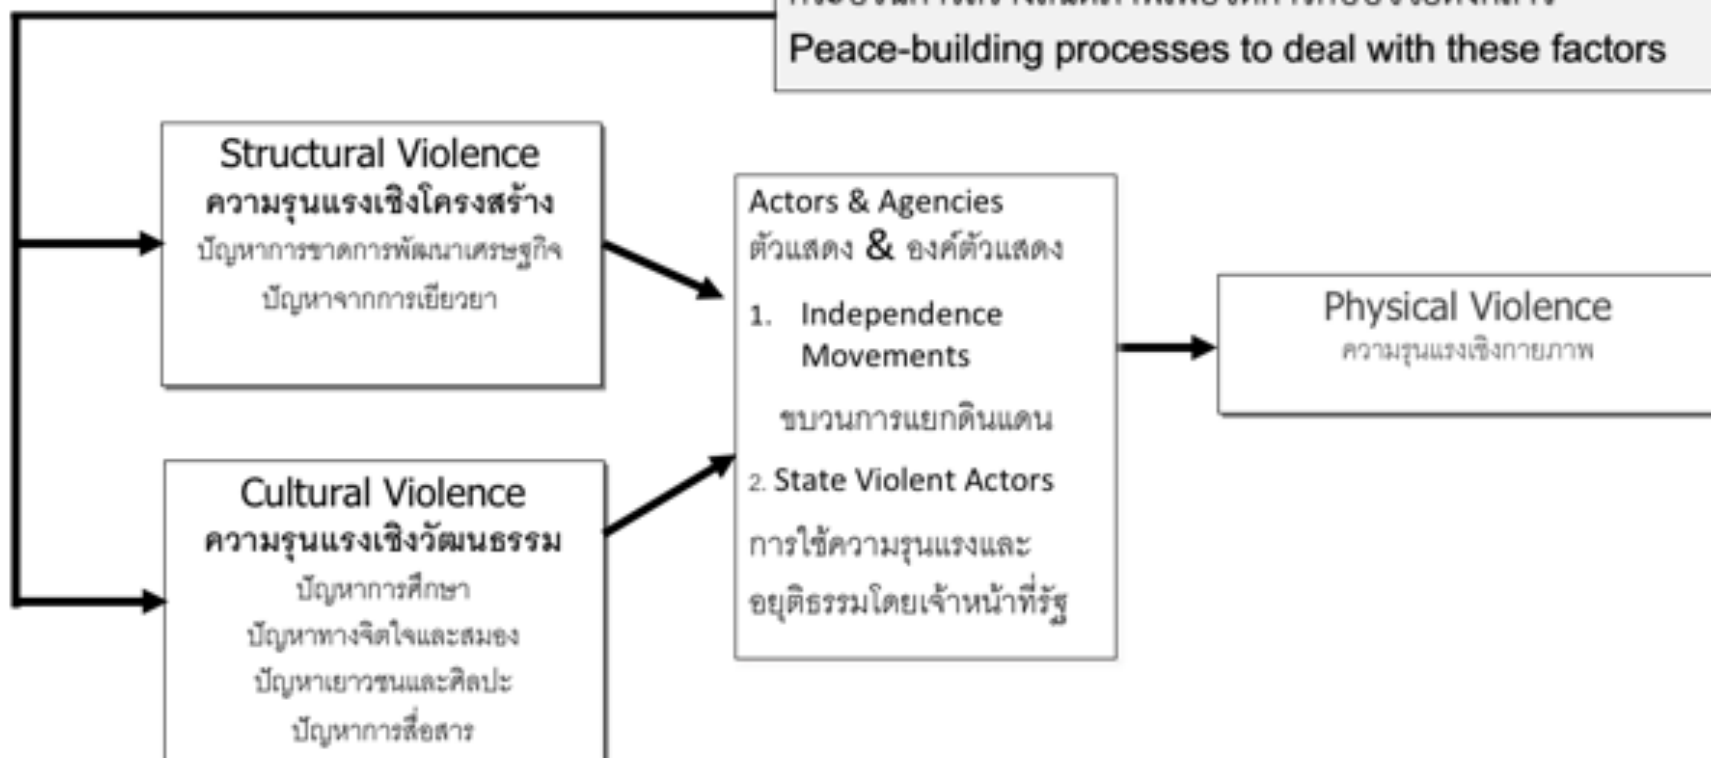 Peace-building processes to deal with these factors
Structural Violence
ความรุนแรงเชิงโครงสร้าง
ปัญหาการขาดการพัฒนาเศรษฐกิจ
ปัญหาจากการเยียวยา
Cultural Violence
ความรุนแรงเชิงวัฒนธรรม
ปัญหาการศึกษา
ปัญหาทางจิตใจและสมอง
ปัญหาเยาวชนและศิลปะ
ปัญหาการสื่อสาร
Actors & Agencies
ตัวแสดง & องค์ตัวแสดง
1. Independence
Movements
ขบวนการแยกดินแดน
2. State Violent Actors
การใช้ความรุนแรงและ
อยุติธรรมโดยเจ้าหน้าที่รัฐ
Physical Violence
ความรุนแรงเชิงกายภาพ